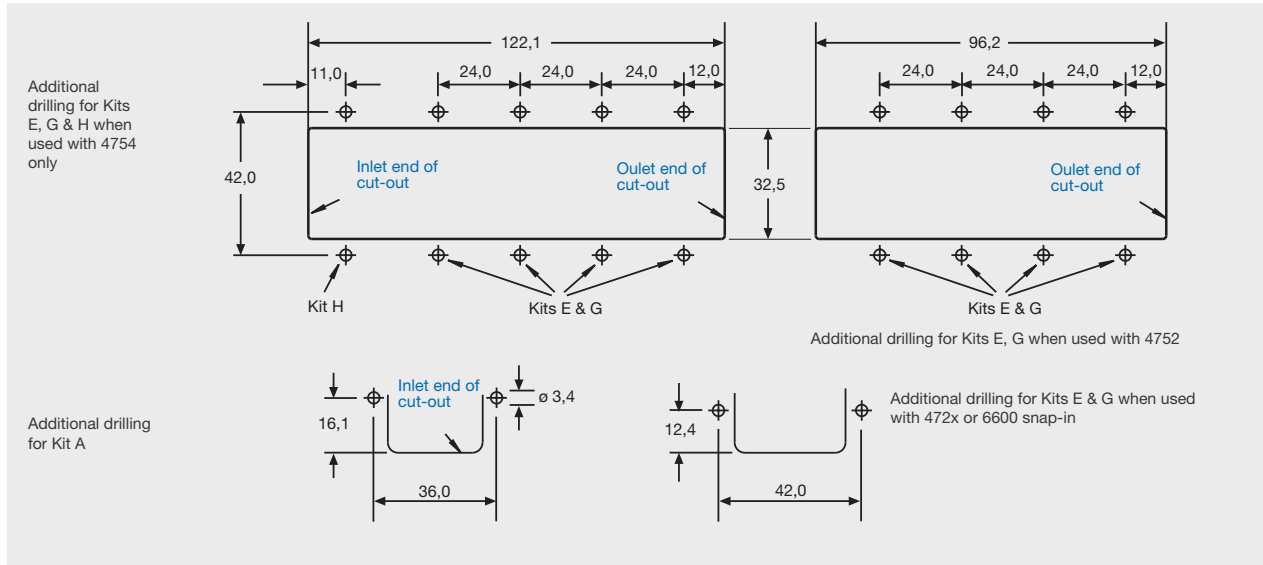 122,1
96,2
11,0
24,0
24,0
24,0
12,0
24,0
24,0
24,0
12,0
Additional
drilling for Kits
E, G & H when
used with 4754
only
42,0
Inlet end of
cut-out
Oulet end of
cut-out
32,5
Oulet end of
cut-out
Kit H
Kits E & G
Kits E & G
Additional drilling for Kits E, G when used with 4752
Additional drilling
for Kit A
16,1
Inlet end of
cut-out
ø 3,4
36,0
12,4
Additional drilling for Kits E & G when used
with 472x or 6600 snap-in
42,0